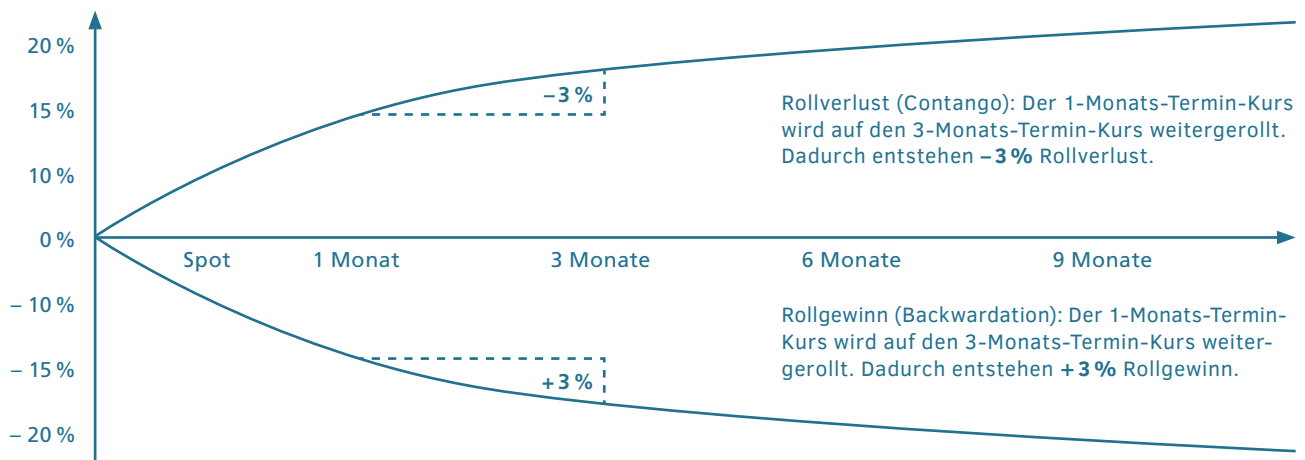 20 %
– 3 %
15 %
Rollverlust (Contango): Der 1-Monats-Termin-Kurs
wird auf den 3-Monats-Termin-Kurs weitergerollt.
Dadurch entstehen – 3 % Rollverlust.
10 %
0 %
Spot 1 Monat 3 Monate 6 Monate 9 Monate
– 10 %
Rollgewinn (Backwardation): Der 1-Monats-Termin-
Kurs wird auf den 3-Monats-Termin-Kurs weiter-
gerollt. Dadurch entstehen + 3 % Rollgewinn.
– 15 %
+ 3 %
– 20 %